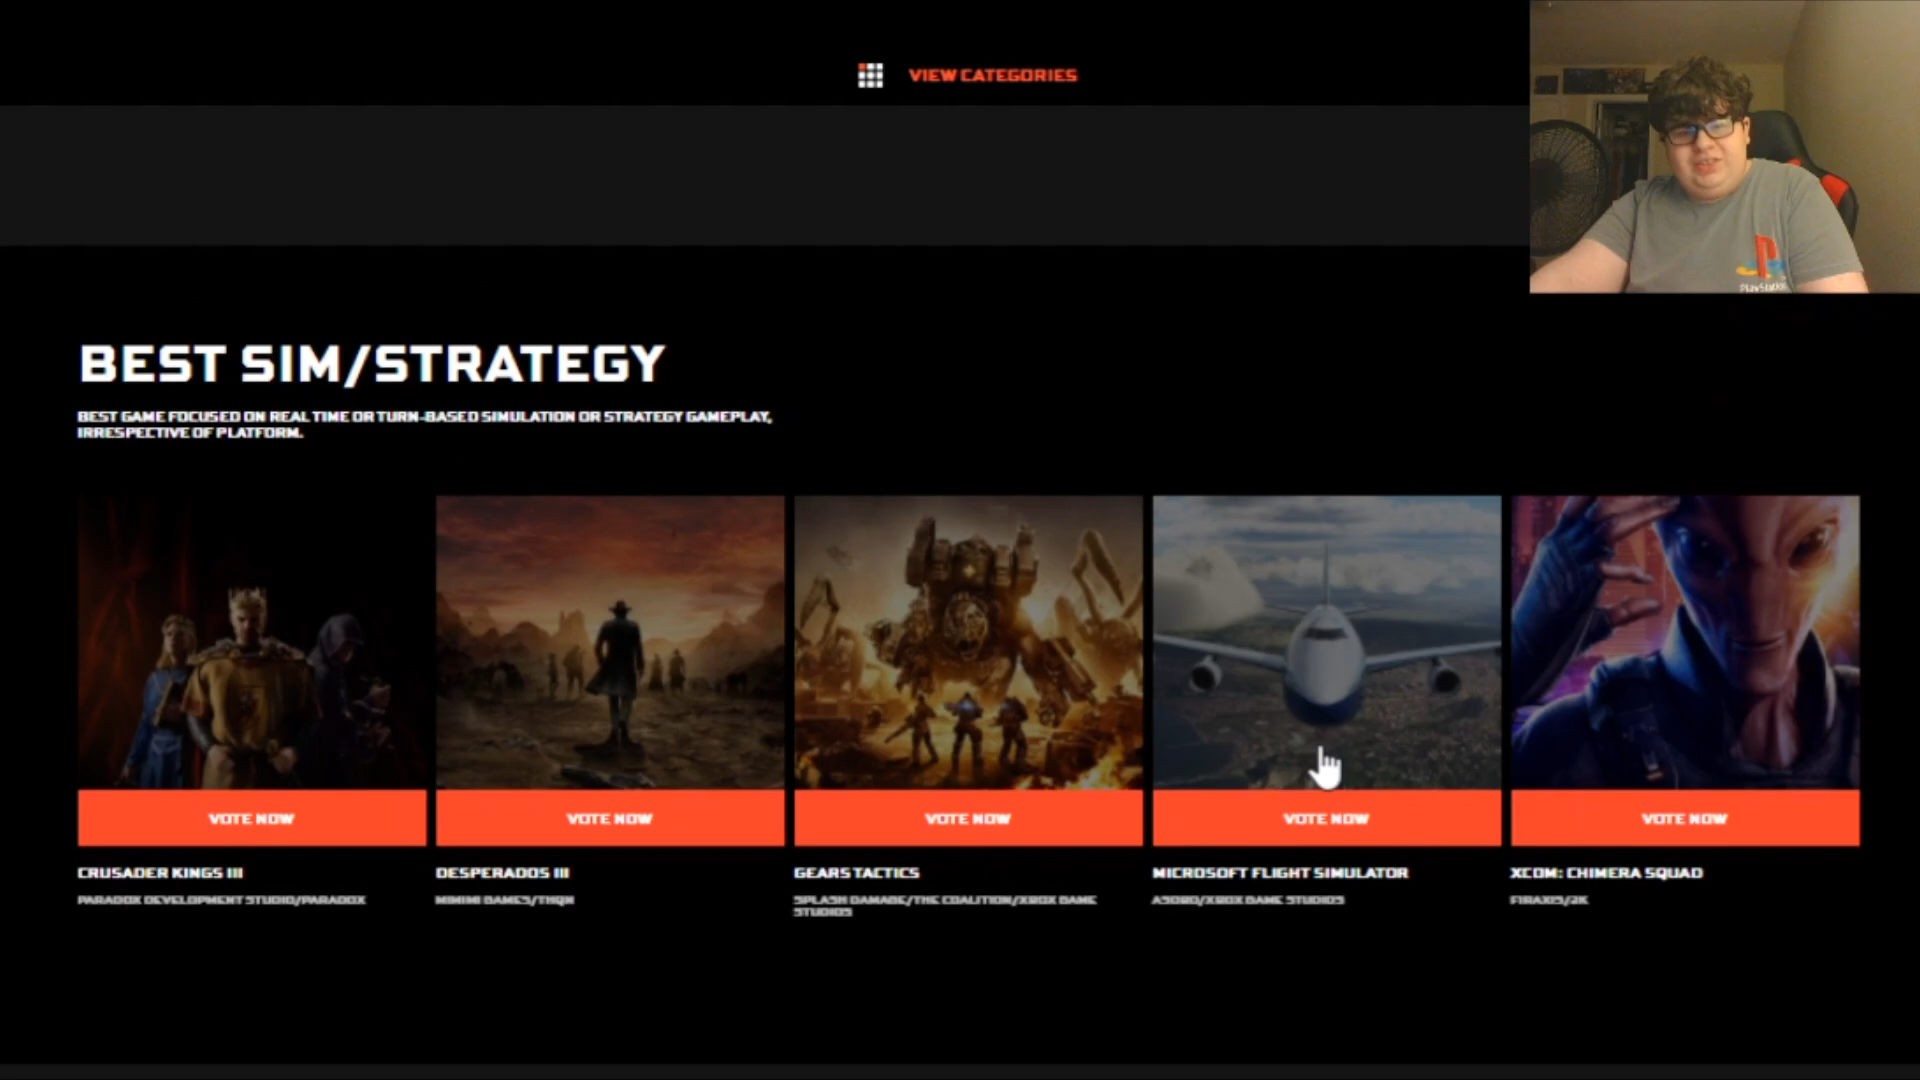 VIEW CATEGORIES
PlayStation
BEST SIM/STRATEGY
BEST GAME FOCUSED ON REAL TIME OR TURN-BASED SIMULATION OR STRATEGY GAMEPLAY,
IRRESPECTIVE OF PLATFORM.
VOTE NOW VOTE NOW VOTE NOW VOTE NOW VOTE NOW
CRUSADER KINGS III DESPERADOS III GEARS TACTICS MICROSOFT FLIGHT SIMULATOR XCOM: CHIMERA SQUAD
PARADOX DEVELOPMENT STUDIO/PARADOX MIMIMI GAMES/THQN SPLASH DAMAGE/THE COALITION/XBOX GAME ASOBO/XBOX GAME STUDIOS FIRAXIS/2K
STUDIOS